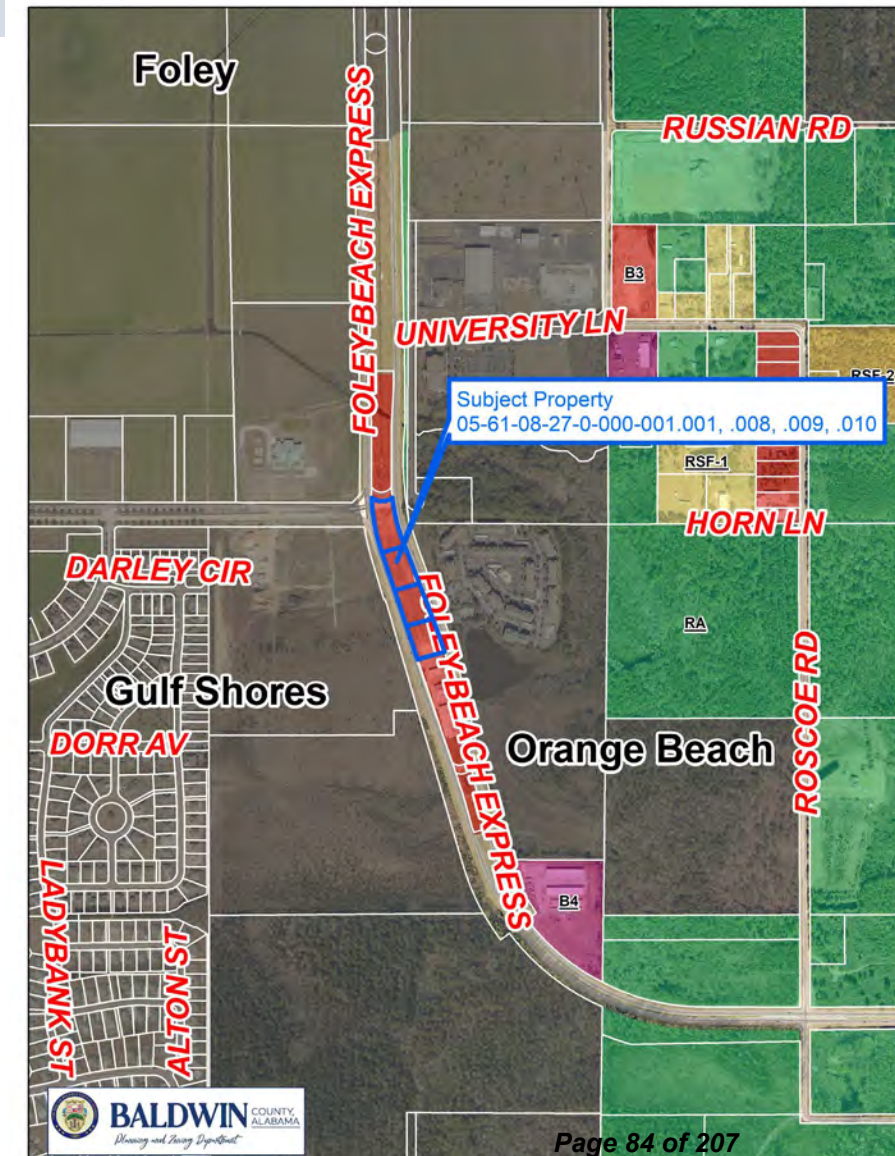 Foley
FOLEY-BEACH EXPRESS
RUSSIAN RD
B3
UNIVERSITY LN
RSF-2
Subject Property
05-61-08-27-0-000-001.001, .008, .009, .010
RSF-1
HORN LN
DARLEY CIR
FOLEY-BEACH EXPRESS
RA
Gulf Shores
ROSCOE RD
DORR AV
Orange Beach
LADYBANK ST
ALTON ST
B4
BALDWIN COUNTY, ALABAMA
Planning and Zoning Department
Page 84 of 207